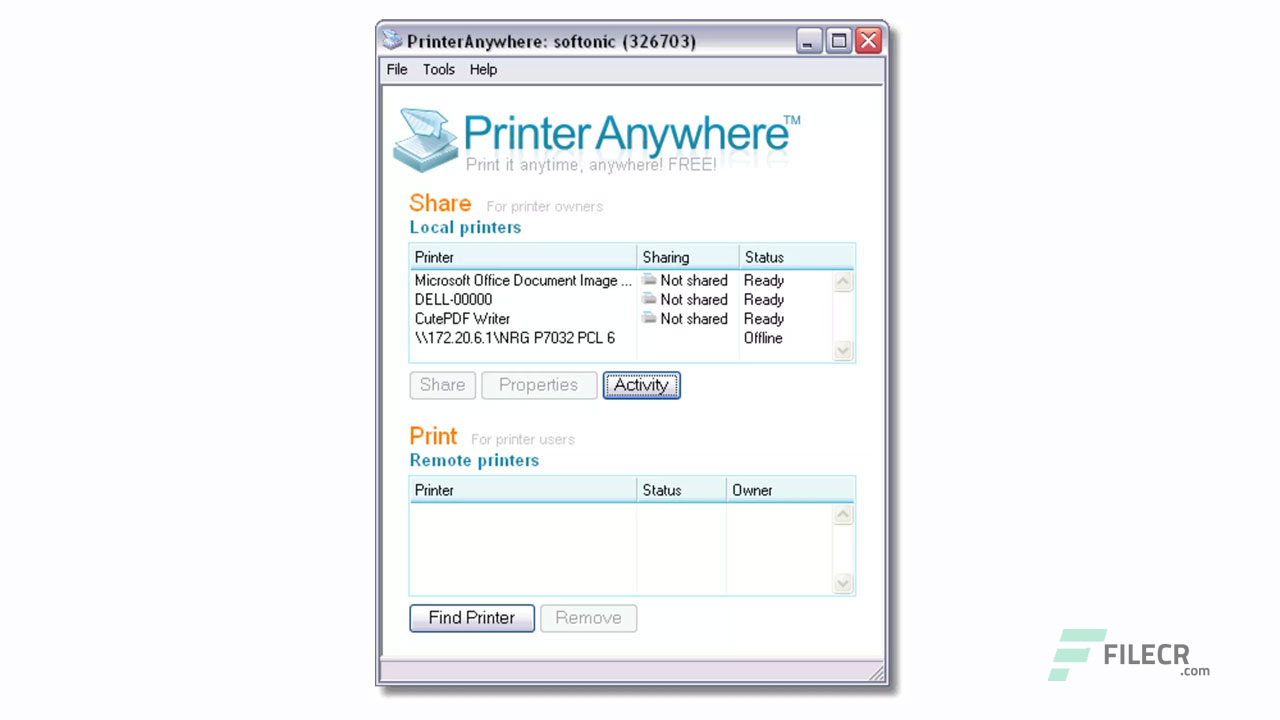 PrinterAnywhere: softonic (326703)
File Tools Help
PrinterAnywhere™
Print it anytime, anywhere! FREE!
Share For printer owners
Local printers
Printer Sharing Status
Microsoft Office Document Image ... Not shared Ready
DELL-00000 Not shared Ready
CutePDF Writer Not shared Ready
\\172.20.6.1\NRG P7032 PCL 6 Offline
Share Properties Activity
Print For printer users
Remote printers
Printer Status Owner
Find Printer Remove
FILECR
.com